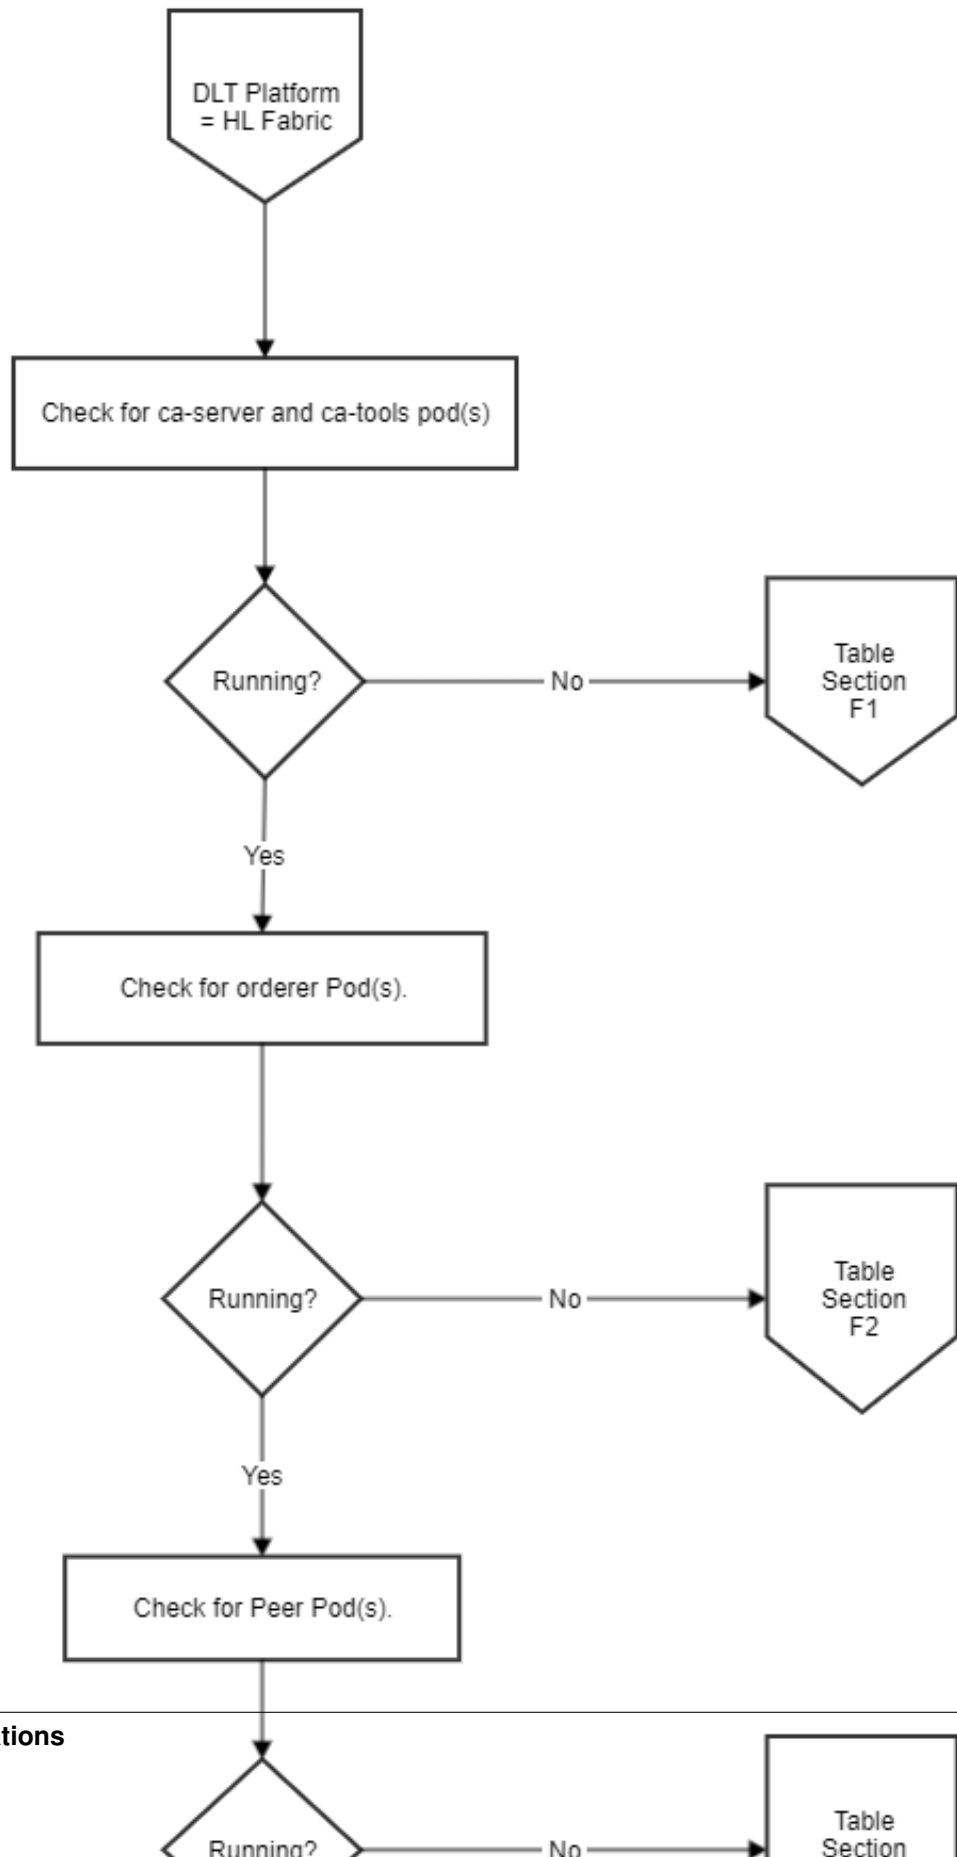 DLT Platform
= HL Fabric
Check for ca-server and ca-tools pod(s)
Running?
No
Table
Section
F1
Yes
Check for orderer Pod(s).
Running?
No
Table
Section
F2
Yes
Check for Peer Pod(s).
tions
Running?
No
Table
Section